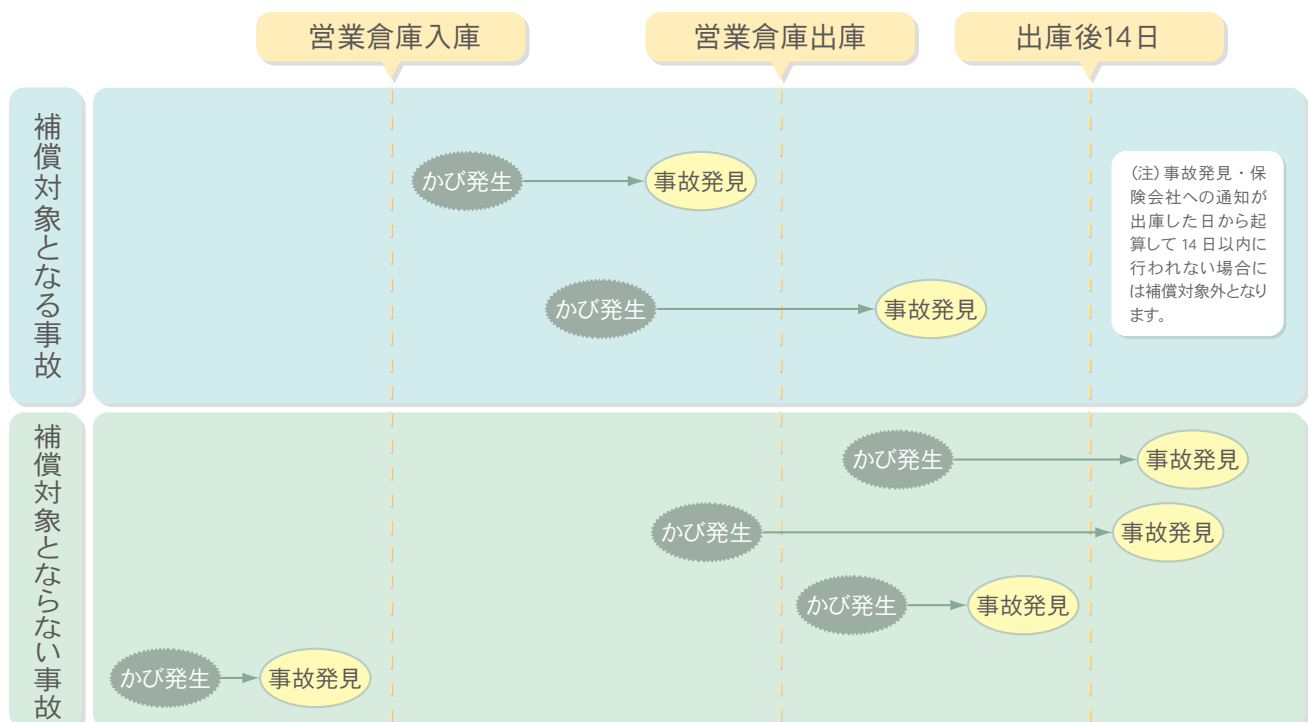 営業倉庫入庫
営業倉庫出庫
出庫後14日
補償対象となる事故
かび発生
事故発見
かび発生
事故発見
(注)事故発見・保
険会社への通知が
出庫した日から起
算して 14 日以内に
行われない場合に
は補償対象外となり
ます。
補償対象とならない事故
かび発生
事故発見
かび発生
事故発見
かび発生
事故発見
かび発生
事故発見